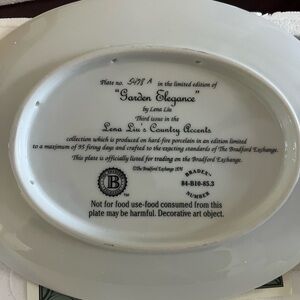 Plate no. 5478 A in the limited edition of
"Garden Elegance"
by Lena Liu
Third issue in the
Lena Liu's Country Accents
collection which is produced on hard-fire porcelain in an edition limited
to a maximum of 95 firing days and crafted to the exacting standards of The Bradford Exchange.
This plate is officially listed for trading on the Bradford Exchange.
©The Bradford Exchange
B
BRADEX
84-B10-85.3
NUMBER
Not for food use-food consumed from this
plate may be harmful. Decorative art object.